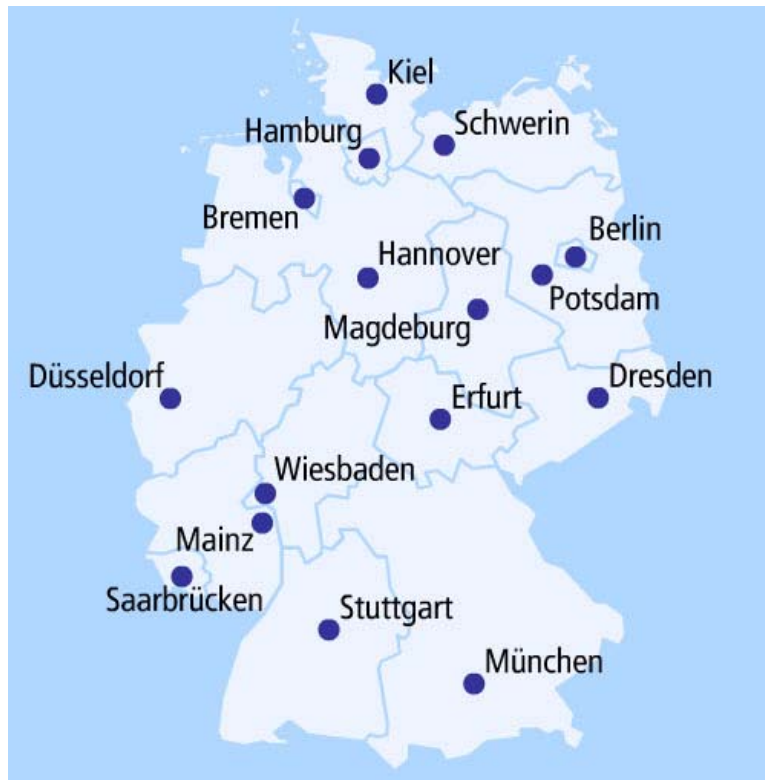 Kiel
Schwerin
Hamburg
Bremen
Berlin
Hannover
Potsdam
Magdeburg
Düsseldorf
Dresden
Erfurt
Wiesbaden
Mainz
Saarbrücken
Stuttgart
München